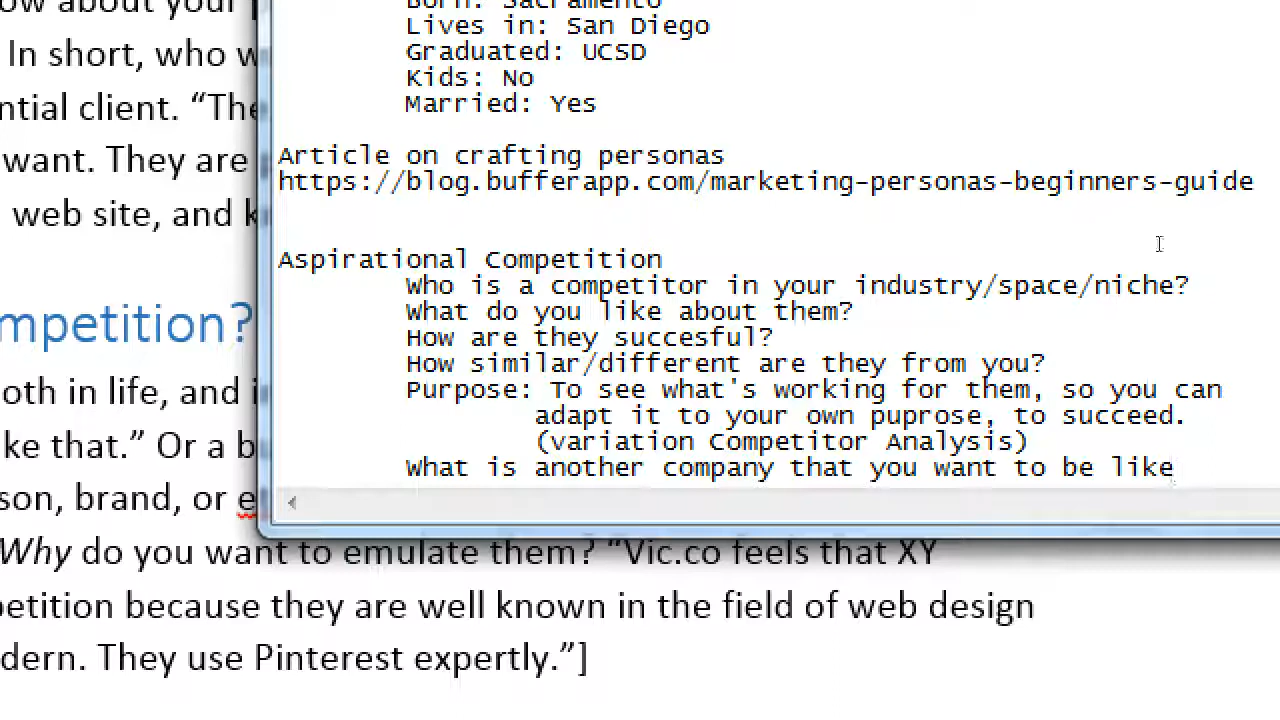 ow about your
Born: Sacramento
In short, who w
Lives in: San Diego
Graduated: UCSD
Kids: No
ntial client. “The
Married: Yes
want. They are
Article on crafting personas
https://blog.bufferapp.com/marketing-personas-beginners-guide
web site, and k
Aspirational Competition
Who is a competitor in your industry/space/niche?
What do you like about them?
mpetition?
How are they succesful?
How similar/different are they from you?
oth in life, and i
Purpose: To see what's working for them, so you can
adapt it to your own puprose, to succeed.
ke that.” Or a b
(variation Competitor Analysis)
What is another company that you want to be like
son, brand, or e
Why do you want to emulate them? “Vic.co feels that XY
petition because they are well known in the field of web design
dern. They use Pinterest expertly.”]